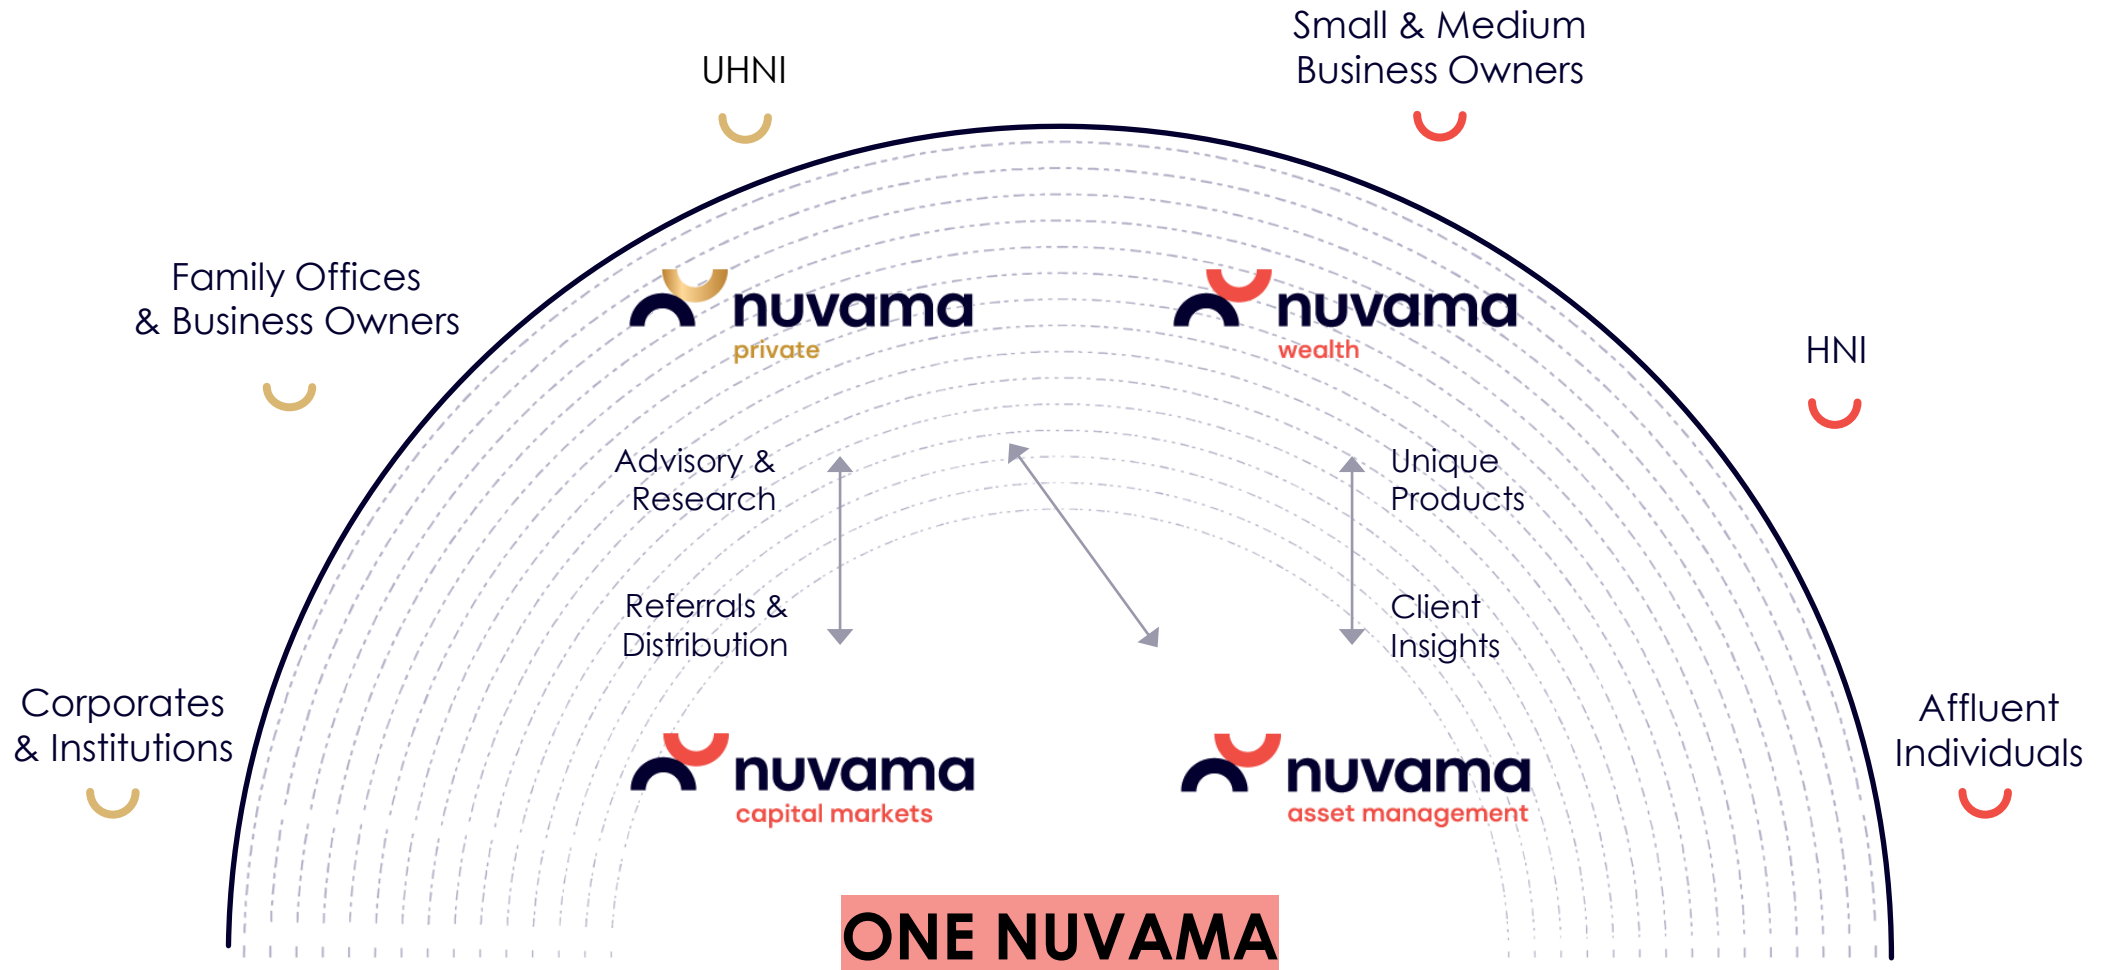 Small & Medium
Business Owners
UHNI
Family Offices
& Business Owners
HNI
nuvama
private
nuvama
wealth
Advisory &
Research
Unique
Products
Referrals &
Distribution
Client
Insights
Corporates
& Institutions
Affluent
Individuals
nuvama
capital markets
nuvama
asset management
ONE NUVAMA